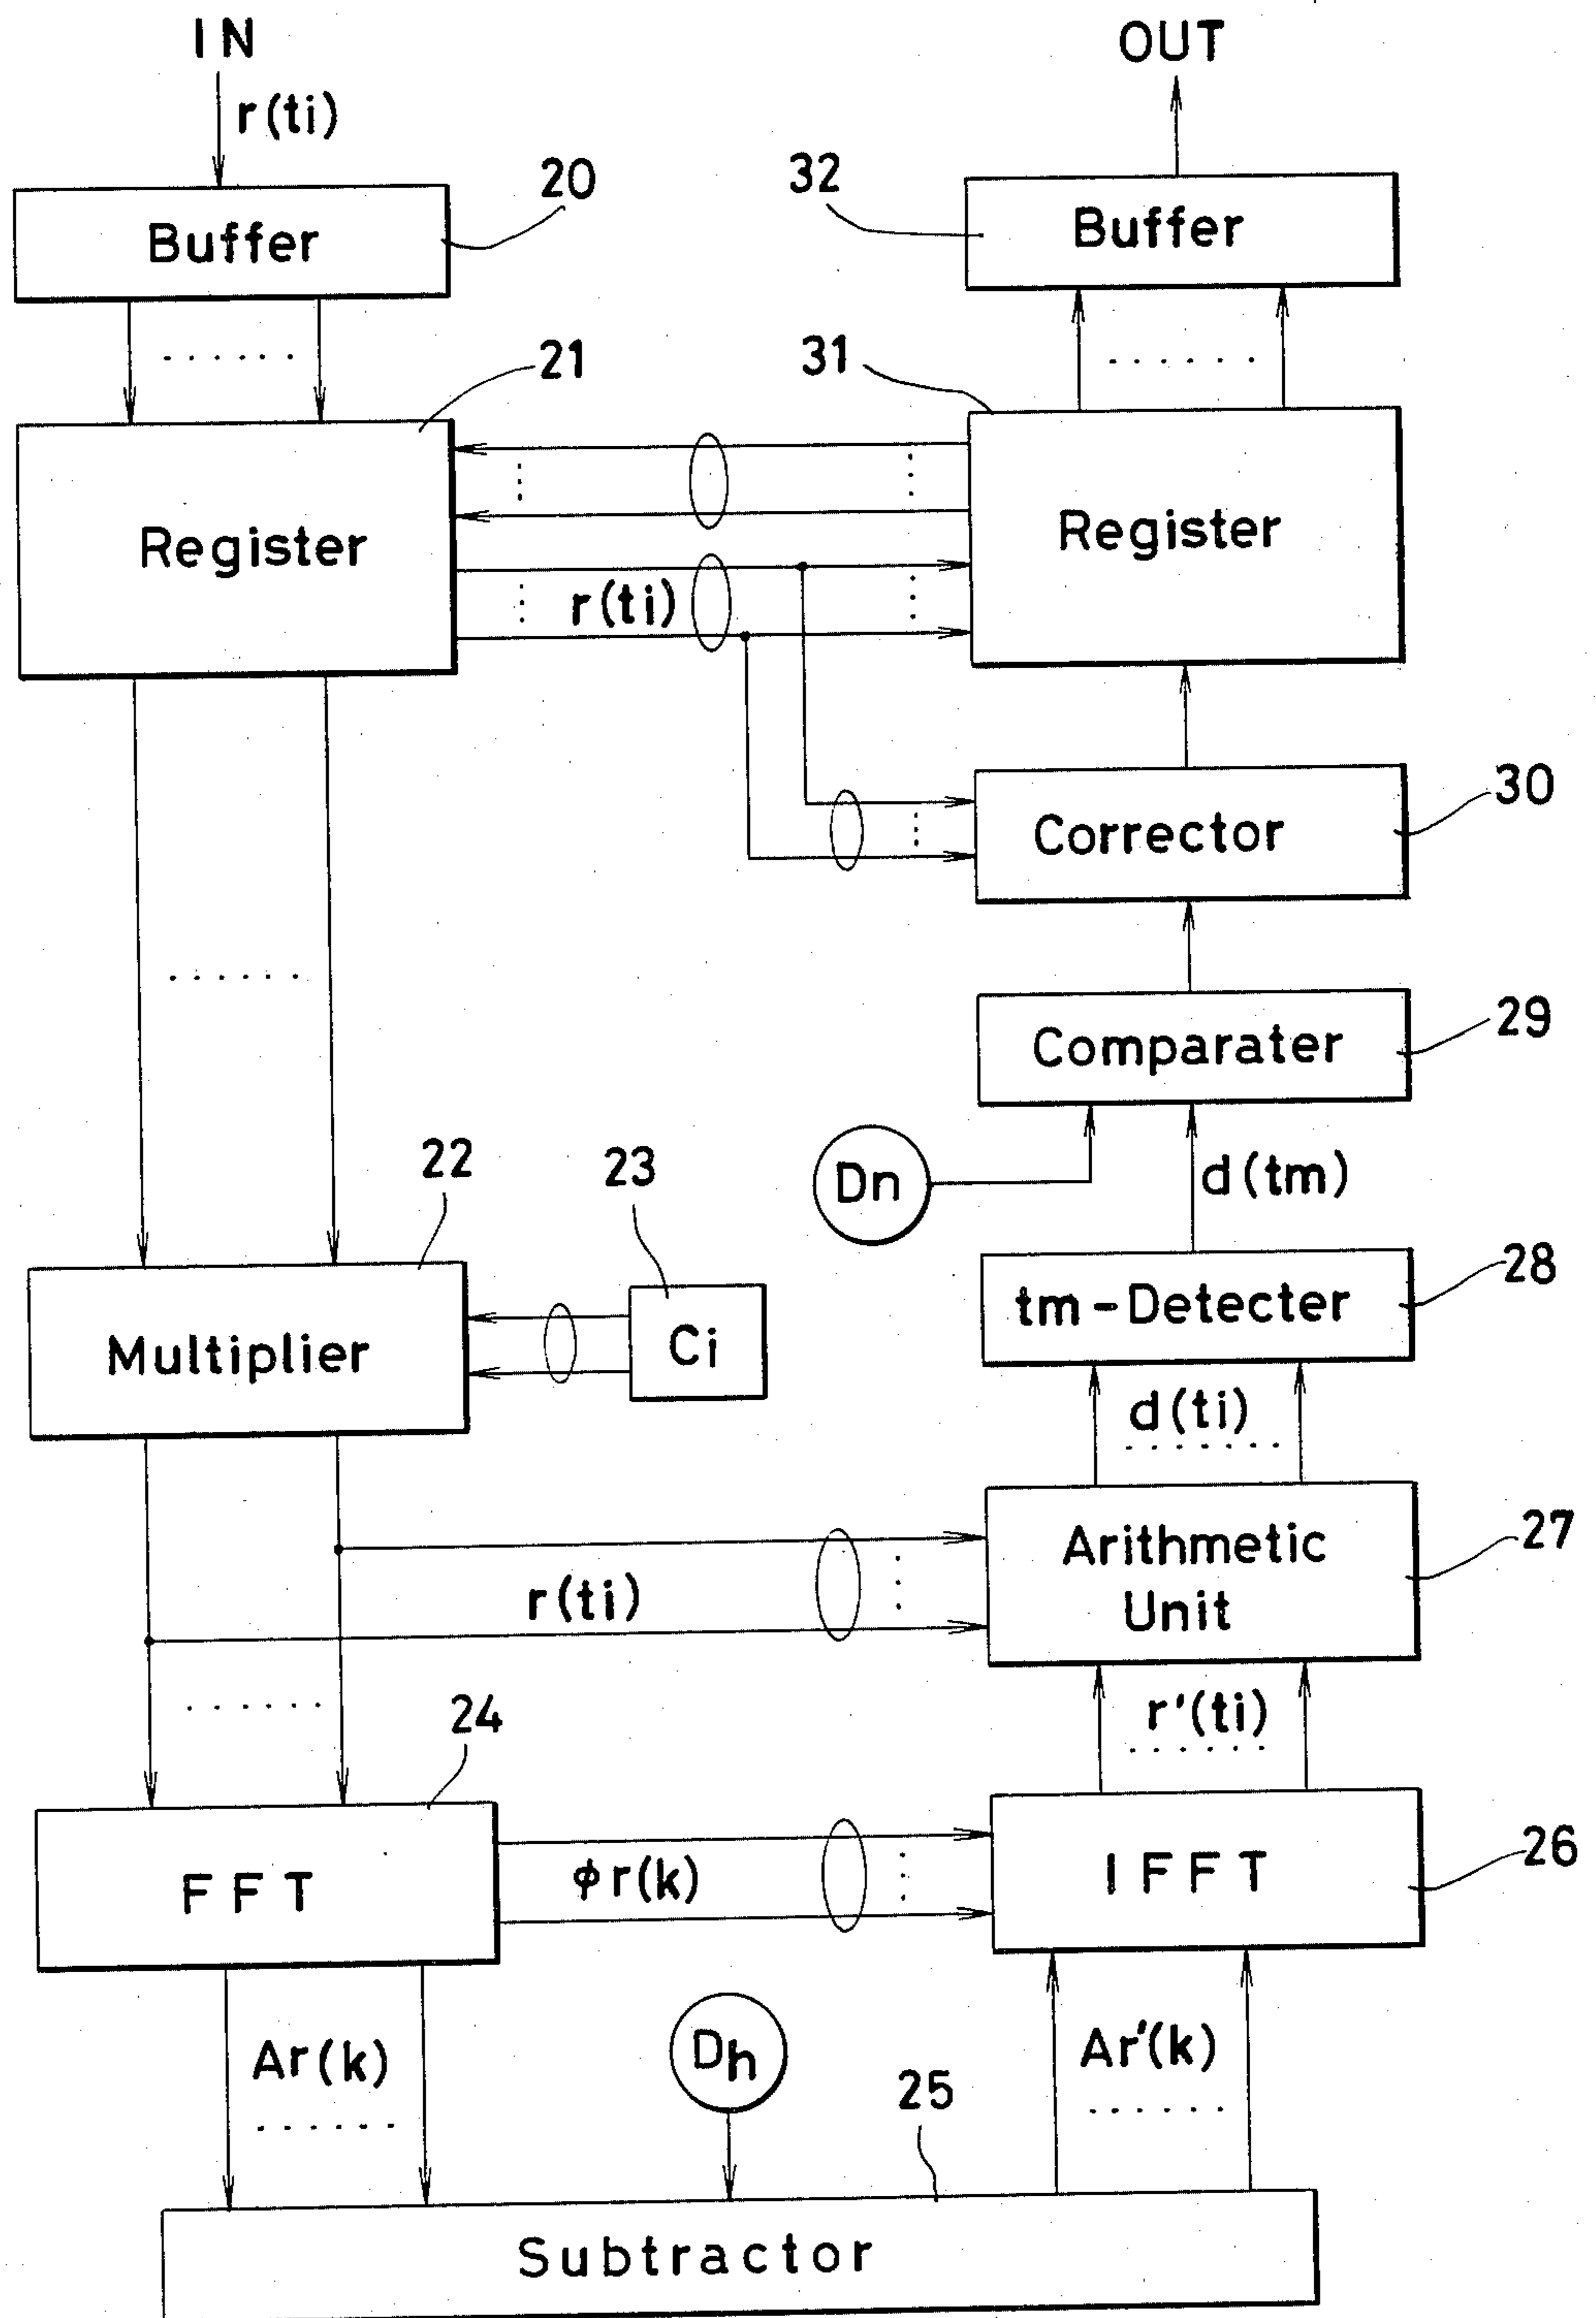 IN
OUT
r(ti)
20
32
Buffer
Buffer
21
31
Register
Register
r(ti)
30
Corrector
29
Comparater
22
23
Dn
d(tm)
28
tm-Detecter
Multiplier
Ci
d(ti)
27
Arithmetic
Unit
r(ti)
24
r'(ti)
26
FFT
ϕr(k)
IFFT
Ar(k)
Dh
Ar'(k)
25
Subtractor